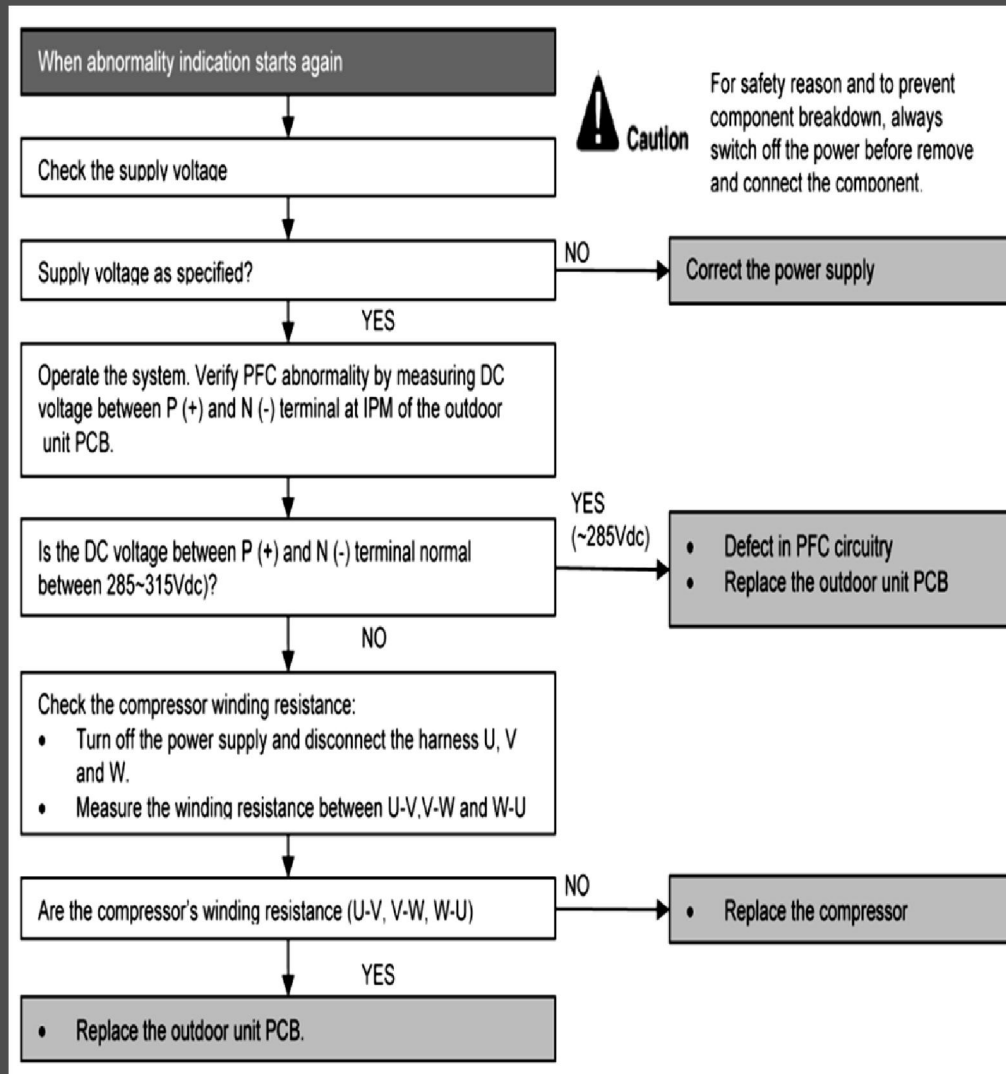 When abnormality indication starts again
Caution
For safety reason and to prevent
component breakdown, always
switch off the power before remove
and connect the component.
Check the supply voltage
Supply voltage as specified?
NO
Correct the power supply
YES
Operate the system. Verify PFC abnormality by measuring DC
voltage between P (+) and N (-) terminal at IPM of the outdoor
unit PCB.
Is the DC voltage between P (+) and N (-) terminal normal
between 285~315Vdc)?
YES
(~285Vdc)
• Defect in PFC circuitry
• Replace the outdoor unit PCB
NO
Check the compressor winding resistance:
• Turn off the power supply and disconnect the harness U, V
and W.
• Measure the winding resistance between U-V,V-W and W-U
Are the compressor's winding resistance (U-V, V-W, W-U)
NO
• Replace the compressor
YES
• Replace the outdoor unit PCB.